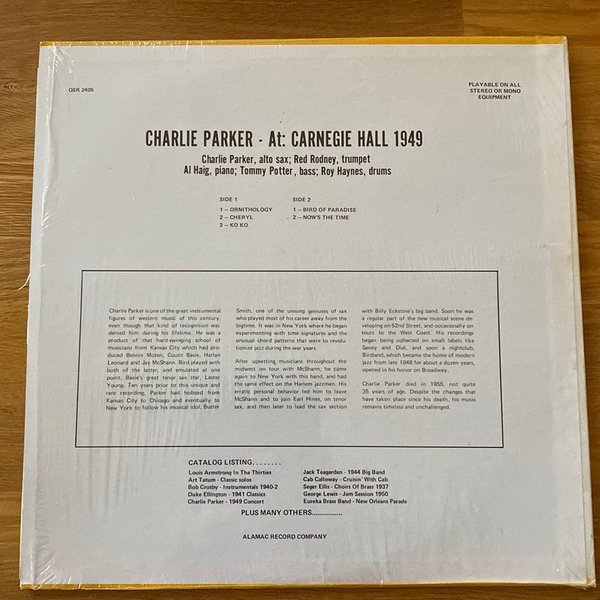 QSR 2405
PLAYABLE ON ALL
STEREO OR MONO
EQUIPMENT
CHARLIE PARKER - At: CARNEGIE HALL 1949
Charlie Parker, alto sax; Red Rodney, trumpet
Al Haig, piano; Tommy Potter, bass; Roy Haynes, drums
SIDE 1
1 – ORNITHOLOGY
2 – CHERYL
3 – KO KO
SIDE 2
1 – BIRD OF PARADISE
2 – NOW'S THE TIME
Charlie Parker is one of the great instrumental
figures of western music of this century,
even though that kind of recognition was
denied him during his lifetime. He was a
product of that hard-swinging school of
musicians from Kansas City which had pro
duced Bennie Moten, Count Basie, Harlan
Leonard and Jay McShann. Bird played with
both of the latter, and emulated at one
point, Basie's great tenor sax star, Lester
Young. Ten years prior to this unique and
rare recording, Parker had hoboed from
Kansas City to Chicago and eventually to
New York to follow his musical idol, Buster
Smith, one of the unsung geniuses of sax
who played most of his career away from the
bigtime. It was in New York where he began
experimenting with time signatures and the
unusual chord patterns that were to revolu-
tionize jazz during the war years.
After upsetting musicians throughout the
midwest on tour with McShann, he came
again to New York with this band, and had
the same effect on the Harlem jazzmen. His
erratic personal behavior led him to leave
McShann and to join Earl Hines, on tenor
sax, and then later to lead the sax section
with Billy Eckstine's big band. Soon he was
a regular part of the new musical scene de-
veloping on 52nd Street, and occasionally on
tours to the West Coast. His recordings
began being collected on small labels like
Savoy and Dial, and soon a nightclub,
Birdland, which became the home of modern
jazz from late 1948 for about a dozen years,
opened in his honor on Broadway.
Charlie Parker died in 1955, not quite
35 years of age. Despite the changes that
have taken place since his death, his music
remains timeless and unchallenged.
CATALOG LISTING........
Louis Armstrong In The Thirties
Art Tatum - Classic solos
Bob Crosby - Instrumentals 1940-2
Duke Ellington - 1941 Classics
Charlie Parker - 1949 Concert
Jack Teagarden - 1944 Big Band
Cab Calloway - Cruisin' With Cab
Seger Ellis - Choirs Of Brass 1937
George Lewis - Jam Session 1950
Eureka Brass Band - New Orleans Parade
PLUS MANY OTHERS..............
ALAMAC RECORD COMPANY